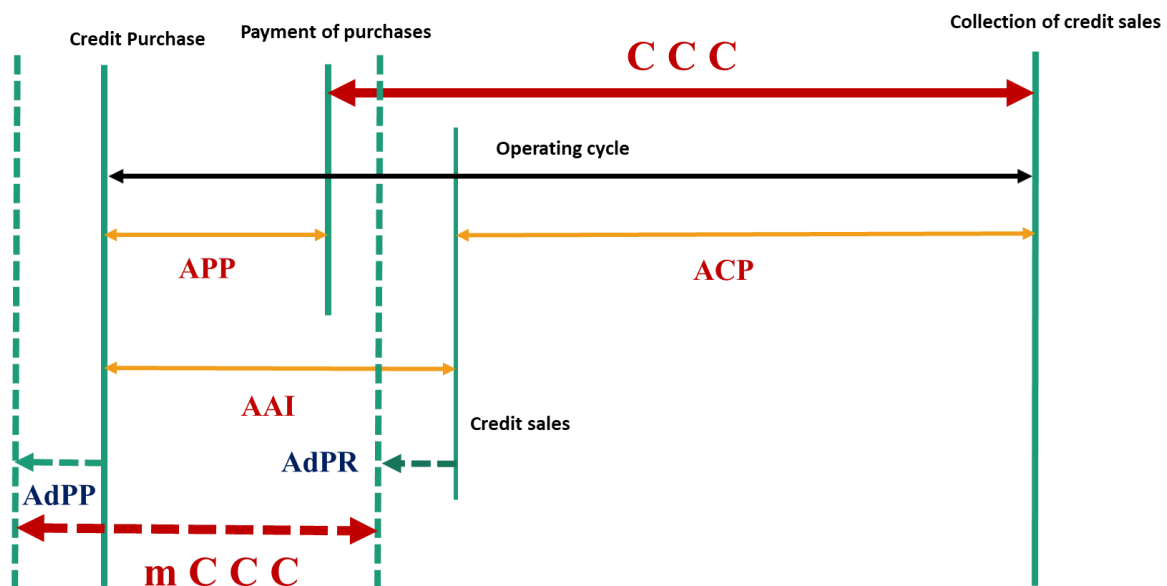 Collection of credit sales
Credit Purchase
Payment of purchases
C C C
Operating cycle
APP
ACP
AAI
Credit sales
AdPR
AdPP
m C C C